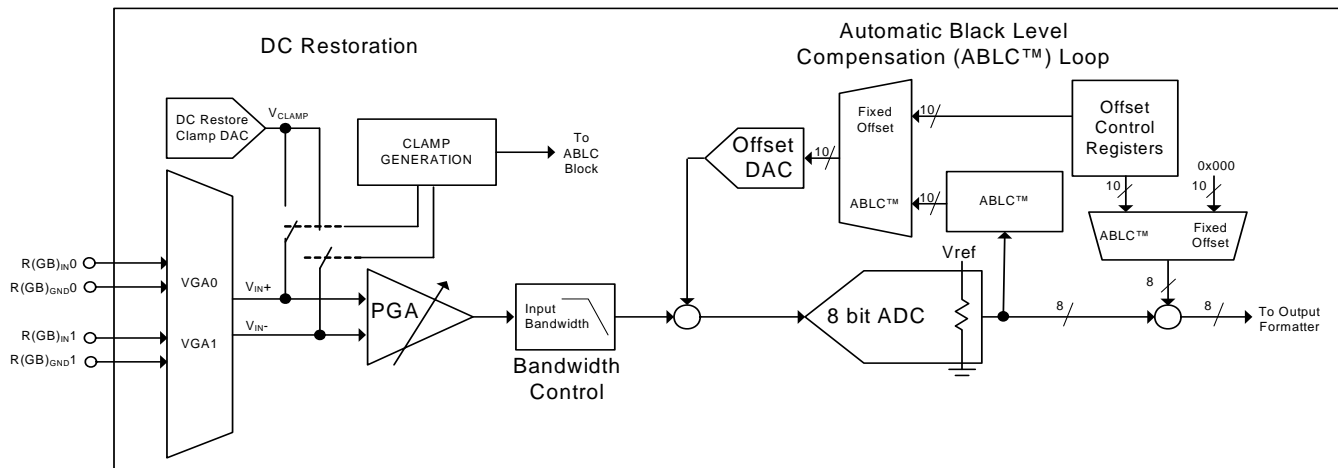 DC Restoration
Automatic Black Level
Compensation (ABLC™) Loop
DC Restore
Clamp DAC
VCLAMP
CLAMP
GENERATION
To
ABLC
Block
Offset
DAC
10
Fixed
Offset
ABLC™
10
10
Offset
Control
Registers
ABLC™
10
10
0x000
ABLC™
Fixed
Offset
8
R(GB)IN0
R(GB)GND0
R(GB)IN1
R(GB)GND1
VGA0
VGA1
VIN+
VIN-
PGA
Input
Bandwidth
Bandwidth
Control
Vref
8 bit ADC
8
8
To Output
Formatter